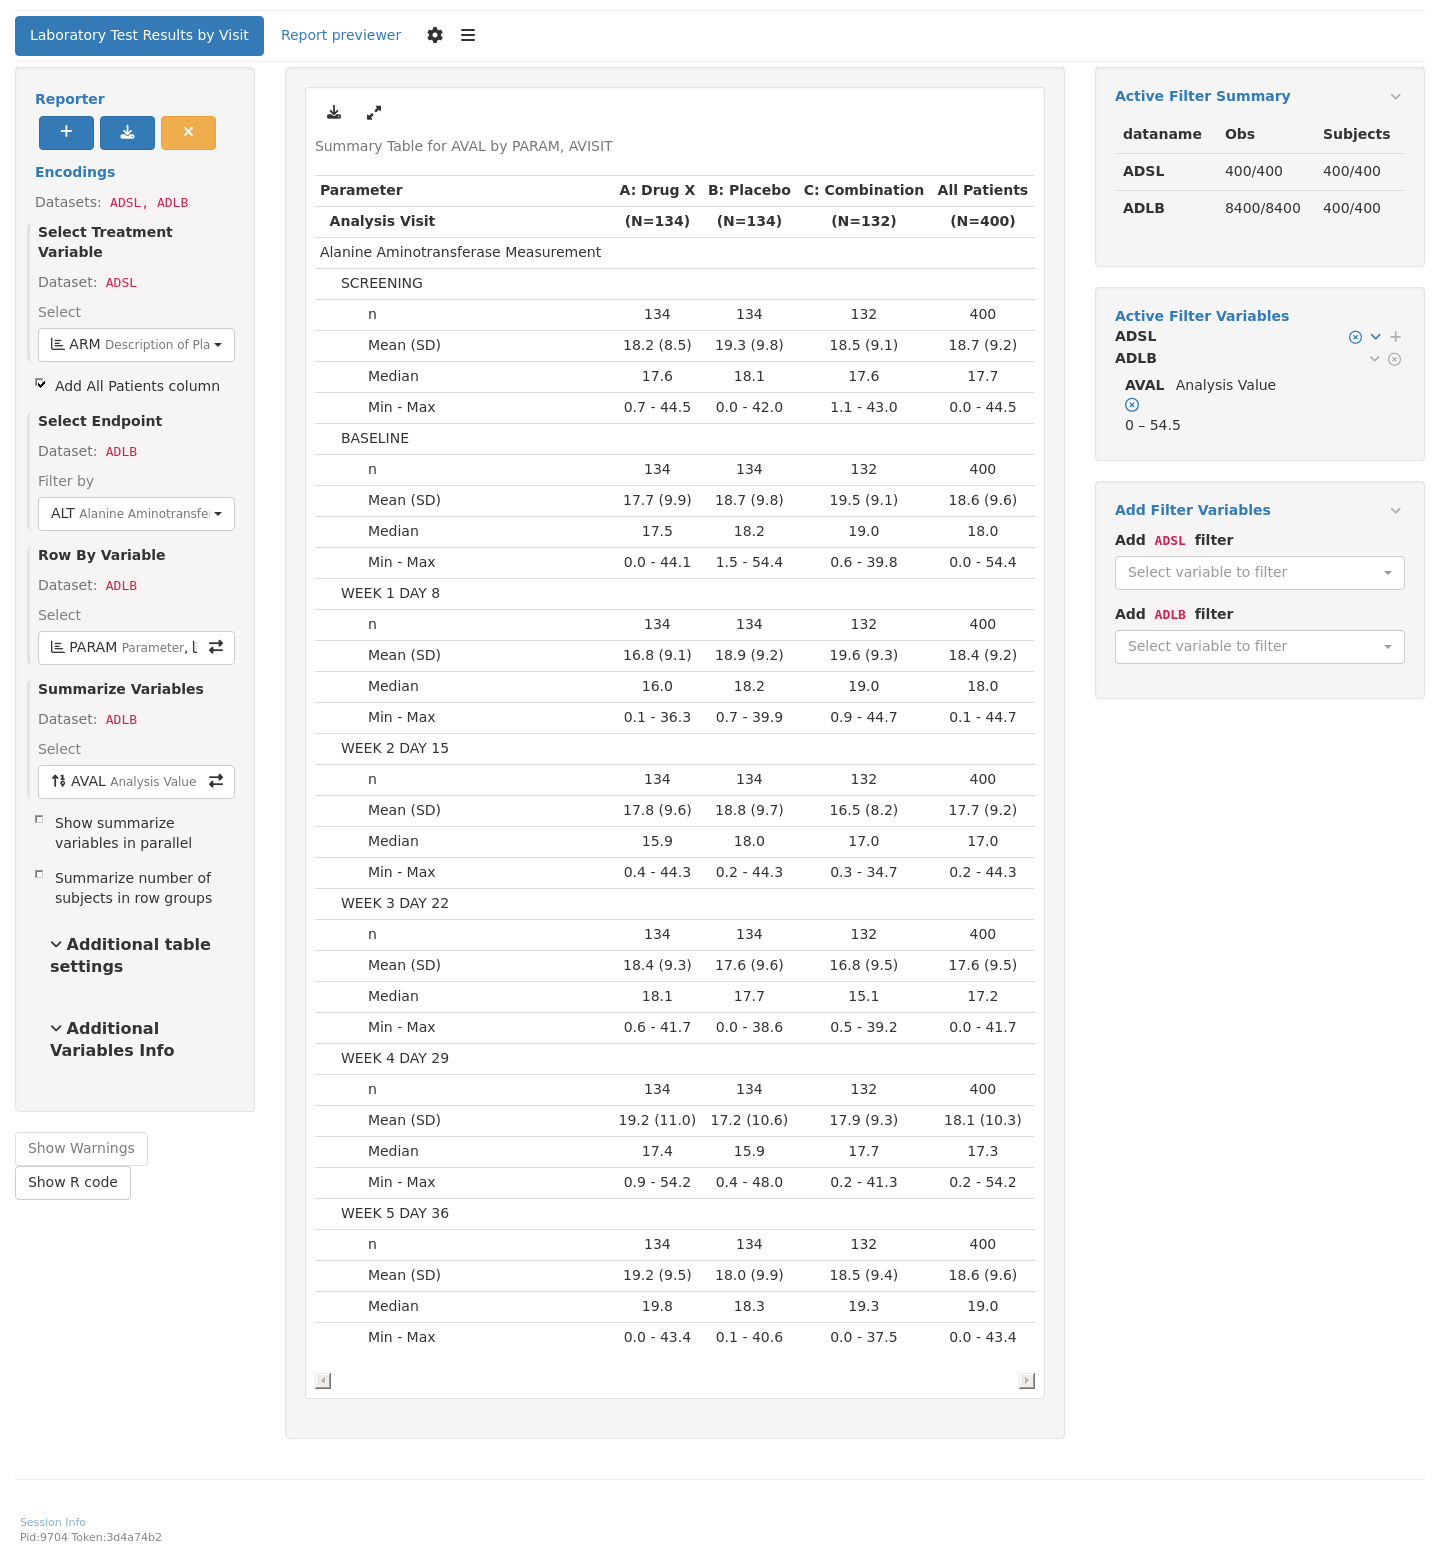 Laboratory Test Results by Visit
Report previewer
Reporter
Encodings
Datasets: ADSL, ADLB
Select Treatment
Variable
Dataset: ADSL
Select
ARM Description of Pla
Add All Patients column
Select Endpoint
Dataset: ADLB
Filter by
ALT Alanine Aminotransfe
Row By Variable
Dataset: ADLB
Select
PARAM Parameter,
Summarize Variables
Dataset: ADLB
Select
AVAL Analysis Value
Show summarize
variables in parallel
Summarize number of
subjects in row groups
Additional table
settings
Additional
Variables Info
Show Warnings
Show R code
Summary Table for AVAL by PARAM, AVISIT
Parameter A: Drug X B: Placebo C: Combination All Patients
Analysis Visit (N=134) (N=134) (N=132) (N=400)
Alanine Aminotransferase Measurement
SCREENING
n 134 134 132 400
Mean (SD) 18.2 (8.5) 19.3 (9.8) 18.5 (9.1) 18.7 (9.2)
Median 17.6 18.1 17.6 17.7
Min - Max 0.7 - 44.5 0.0 - 42.0 1.1 - 43.0 0.0 - 44.5
BASELINE
n 134 134 132 400
Mean (SD) 17.7 (9.9) 18.7 (9.8) 19.5 (9.1) 18.6 (9.6)
Median 17.5 18.2 19.0 18.0
Min - Max 0.0 - 44.1 1.5 - 54.4 0.6 - 39.8 0.0 - 54.4
WEEK 1 DAY 8
n 134 134 132 400
Mean (SD) 16.8 (9.1) 18.9 (9.2) 19.6 (9.3) 18.4 (9.2)
Median 16.0 18.2 19.0 18.0
Min - Max 0.1 - 36.3 0.7 - 39.9 0.9 - 44.7 0.1 - 44.7
WEEK 2 DAY 15
n 134 134 132 400
Mean (SD) 17.8 (9.6) 18.8 (9.7) 16.5 (8.2) 17.7 (9.2)
Median 15.9 18.0 17.0 17.0
Min - Max 0.4 - 44.3 0.2 - 44.3 0.3 - 34.7 0.2 - 44.3
WEEK 3 DAY 22
n 134 134 132 400
Mean (SD) 18.4 (9.3) 17.6 (9.6) 16.8 (9.5) 17.6 (9.5)
Median 18.1 17.7 15.1 17.2
Min - Max 0.6 - 41.7 0.0 - 38.6 0.5 - 39.2 0.0 - 41.7
WEEK 4 DAY 29
n 134 134 132 400
Mean (SD) 19.2 (11.0) 17.2 (10.6) 17.9 (9.3) 18.1 (10.3)
Median 17.4 15.9 17.7 17.3
Min - Max 0.9 - 54.2 0.4 - 48.0 0.2 - 41.3 0.2 - 54.2
WEEK 5 DAY 36
n 134 134 132 400
Mean (SD) 19.2 (9.5) 18.0 (9.9) 18.5 (9.4) 18.6 (9.6)
Median 19.8 18.3 19.3 19.0
Min - Max 0.0 - 43.4 0.1 - 40.6 0.0 - 37.5 0.0 - 43.4
Active Filter Summary
dataname Obs Subjects
ADSL 400/400 400/400
ADLB 8400/8400 400/400
Active Filter Variables
ADSL
ADLB
AVAL Analysis Value
0 – 54.5
Add Filter Variables
Add ADSL filter
Select variable to filter
Add ADLB filter
Select variable to filter
Session Info
Pid:9704 Token:3d4a74b2